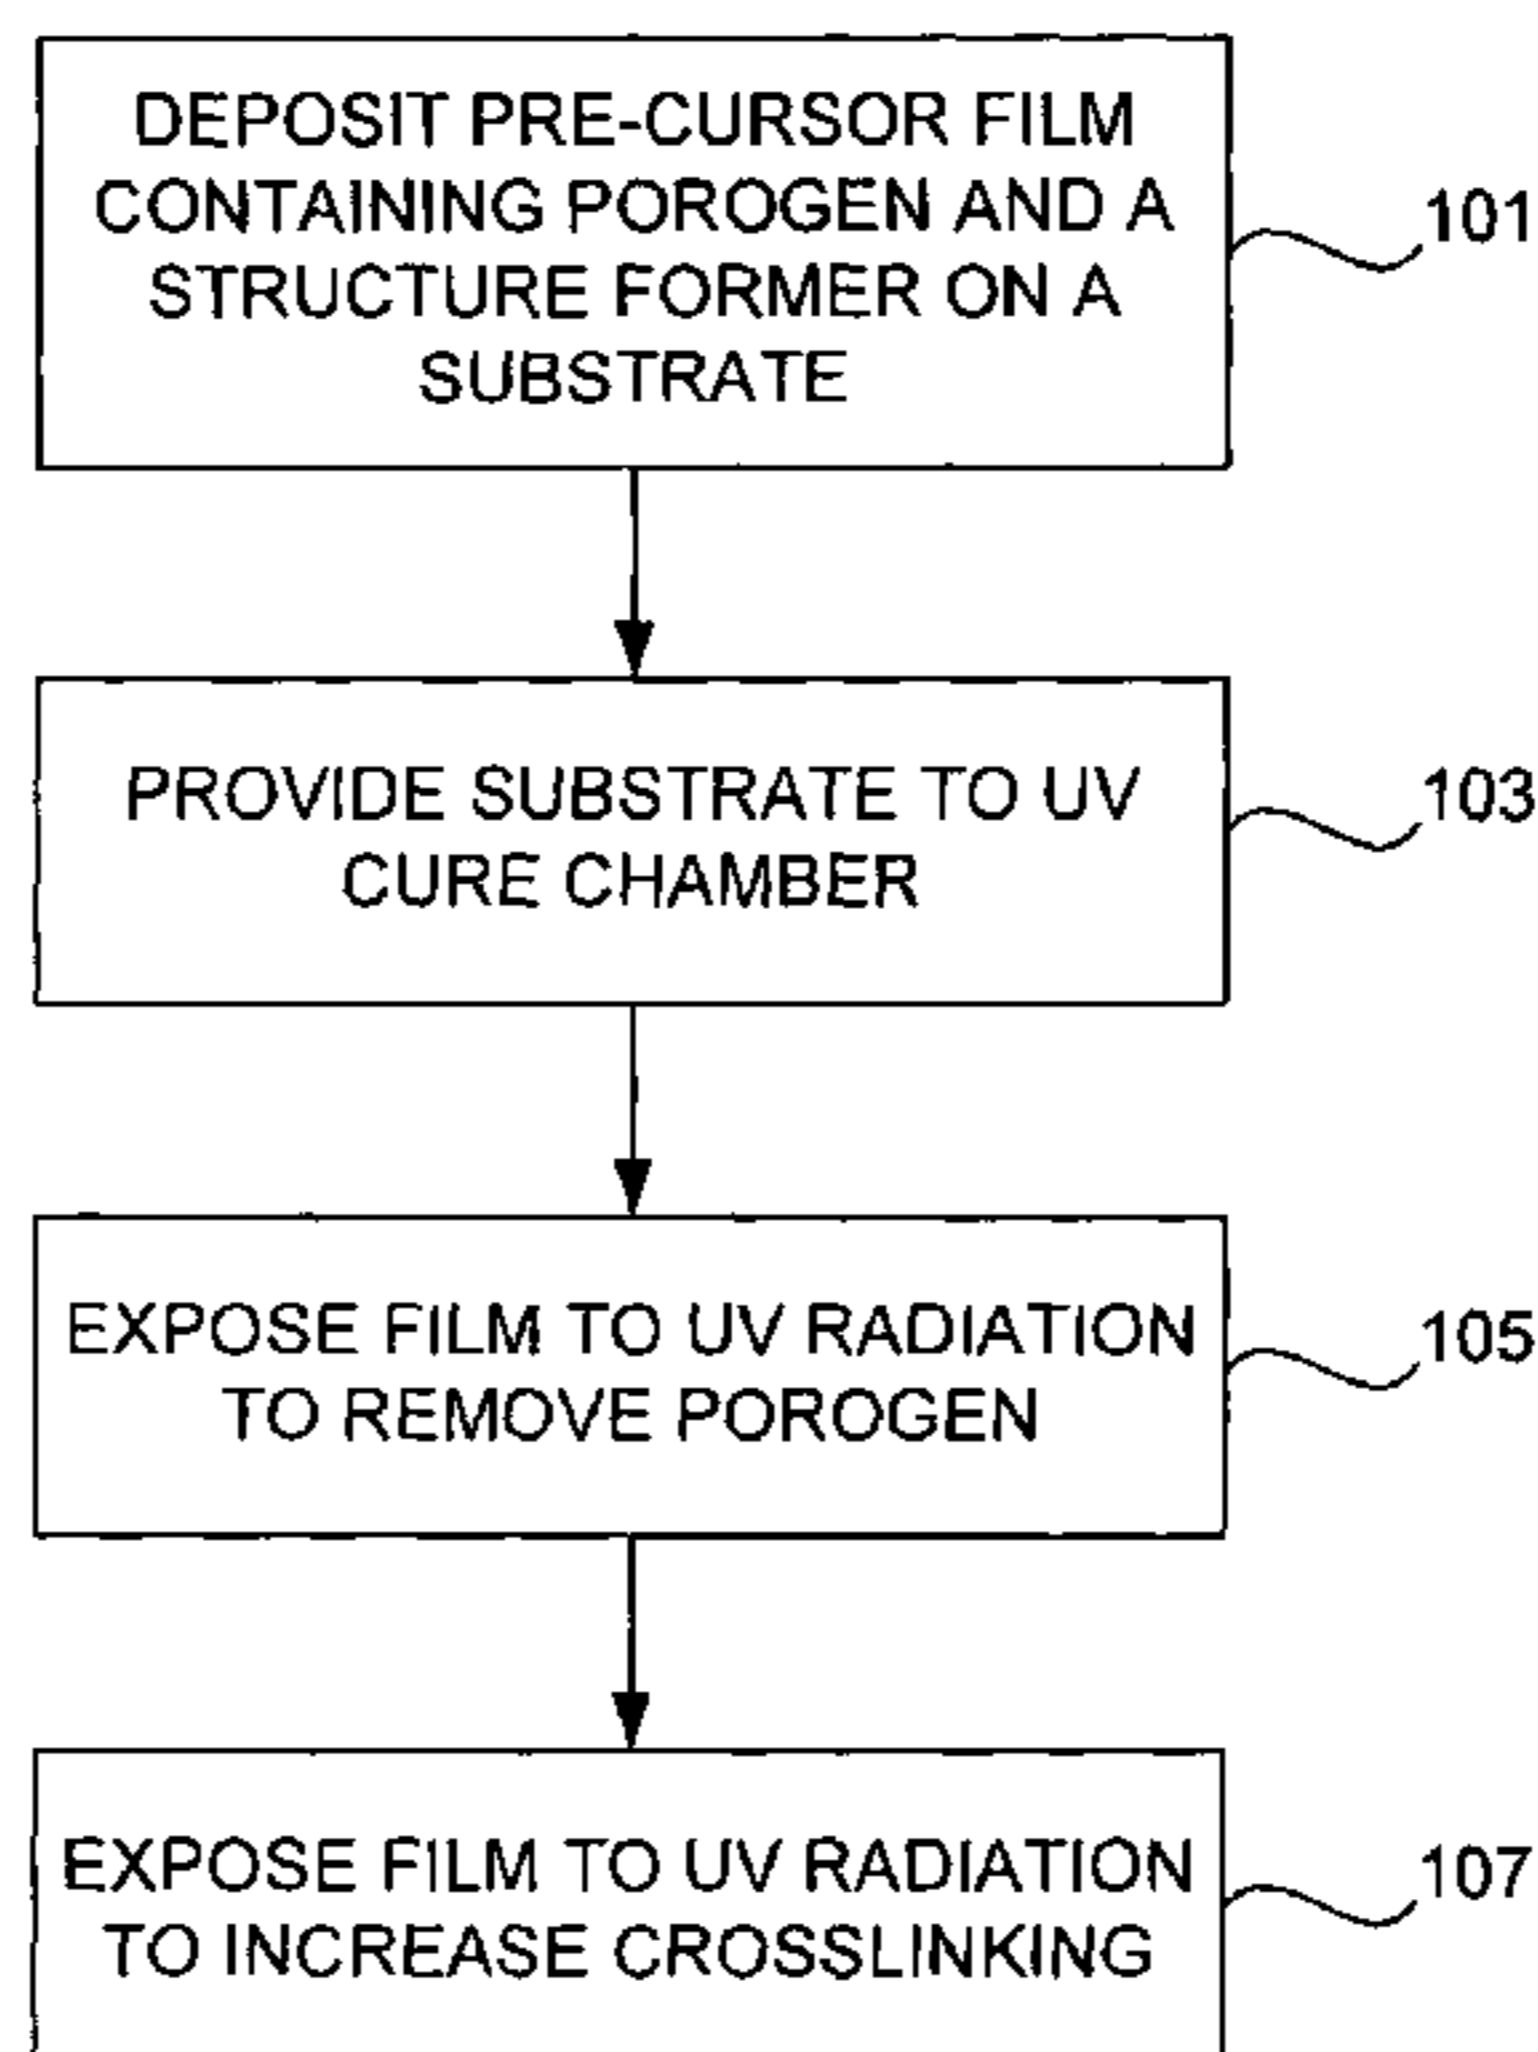 DEPOSIT PRE-CURSOR FILM
CONTAINING POROGEN AND A
STRUCTURE FORMER ON A
SUBSTRATE
101
PROVIDE SUBSTRATE TO UV
CURE CHAMBER
103
EXPOSE FILM TO UV RADIATION
TO REMOVE POROGEN
105
EXPOSE FILM TO UV RADIATION
TO INCREASE CROSSLINKING
107